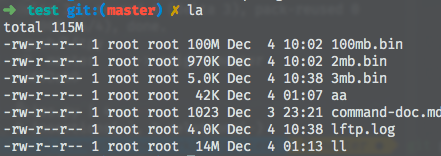 ➜ test git:(master) ✗ la
total 115M
-rw-r--r-- 1 root root 100M Dec 4 10:02 100mb.bin
-rw-r--r-- 1 root root 970K Dec 4 10:02 2mb.bin
-rw-r--r-- 1 root root 5.0K Dec 4 10:38 3mb.bin
-rw-r--r-- 1 root root 42K Dec 4 01:07 aa
-rw-r--r-- 1 root root 1023 Dec 3 23:21 command-doc.md
-rw-r--r-- 1 root root 4.0K Dec 4 10:38 lftp.log
-rw-r--r-- 1 root root 14M Dec 4 01:13 ll